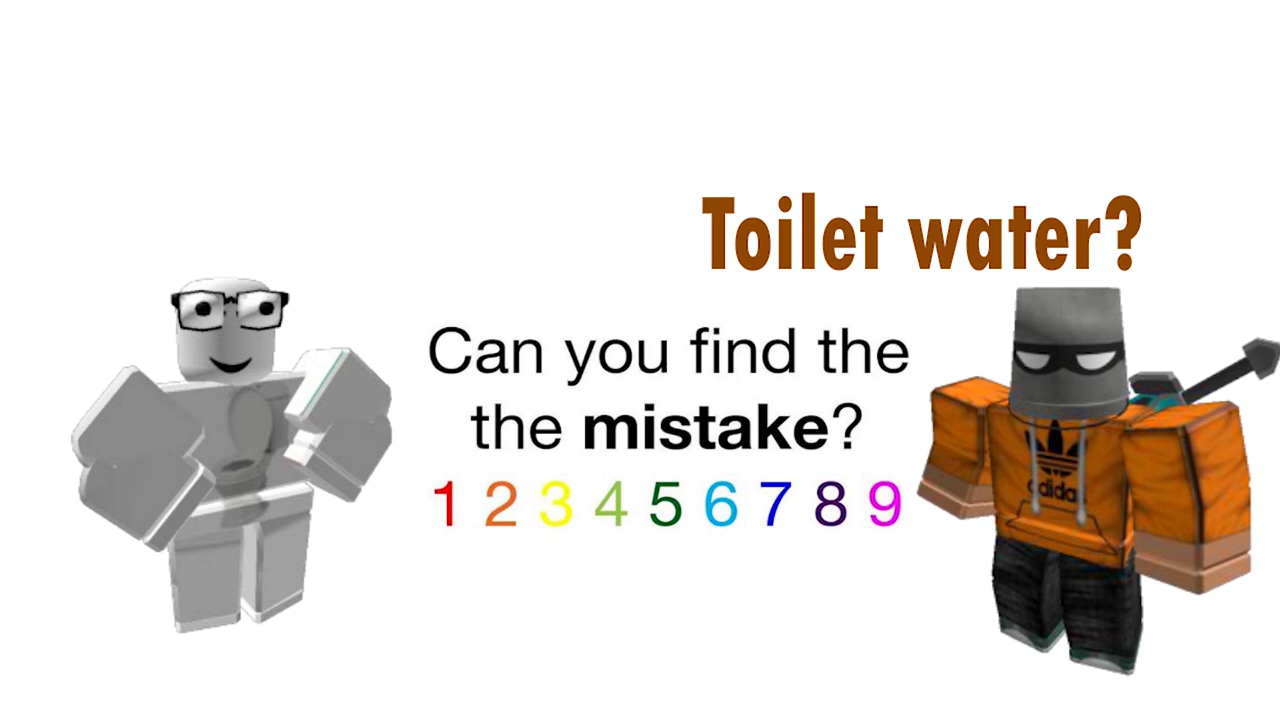 Toilet water?
Can you find the
the mistake?
1 2 3 4 5 6 7 8 9
adidas